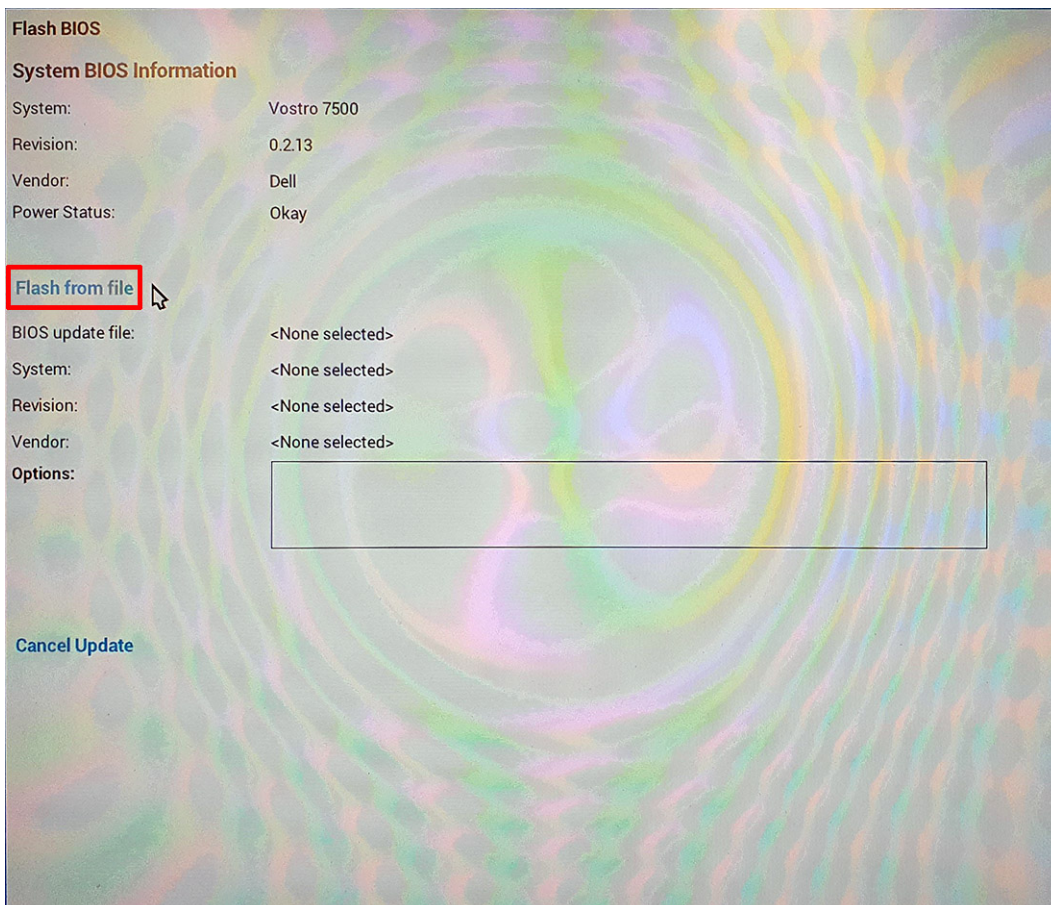 Flash BIOS
System BIOS Information
System: Vostro 7500
Revision: 0.2.13
Vendor: Dell
Power Status: Okay
Flash from file
BIOS update file: <None selected>
System: <None selected>
Revision: <None selected>
Vendor: <None selected>
Options:
Cancel Update